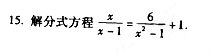 15. 解分式方程 x/(x-1) = 6/(x²-1) + 1.